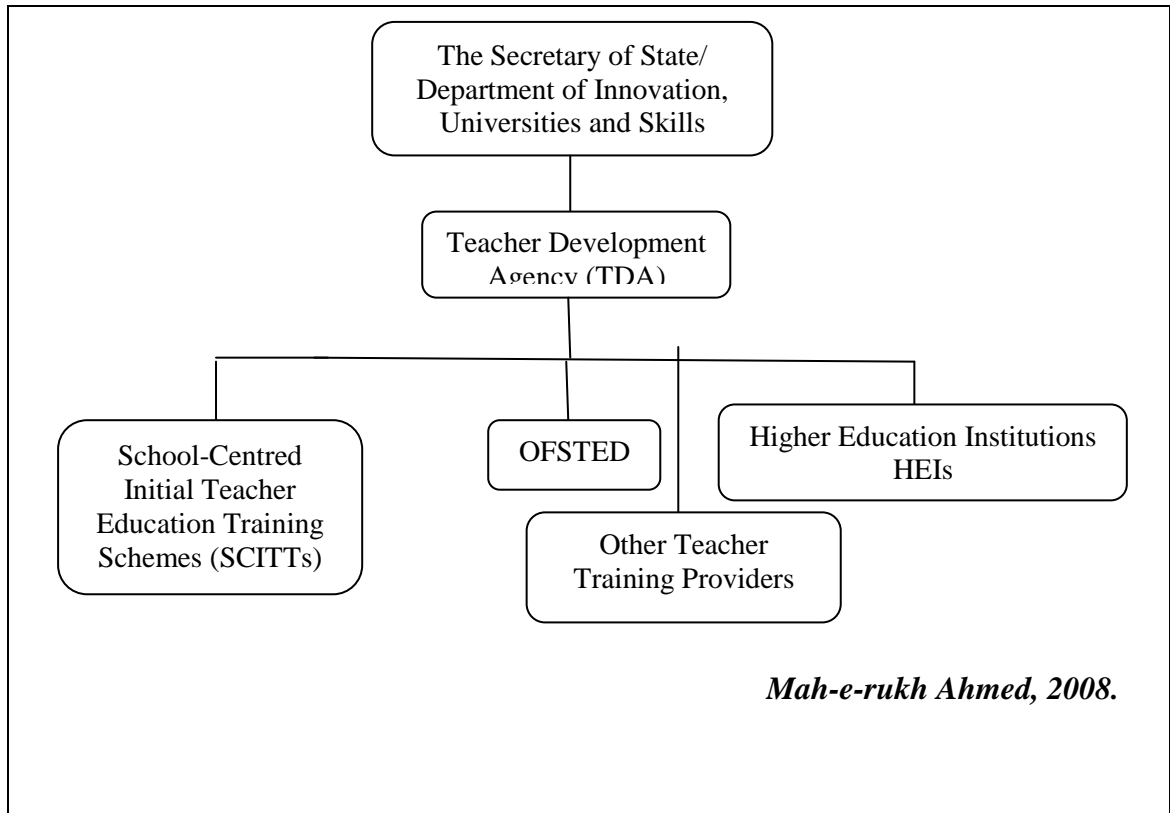 The Secretary of State/
Department of Innovation,
Universities and Skills
Teacher Development
Agency (TDA)
School-Centred
Initial Teacher
Education Training
Schemes (SCITTs)
OFSTED
Higher Education Institutions
HEIs
Other Teacher
Training Providers
Mah-e-rukh Ahmed, 2008.